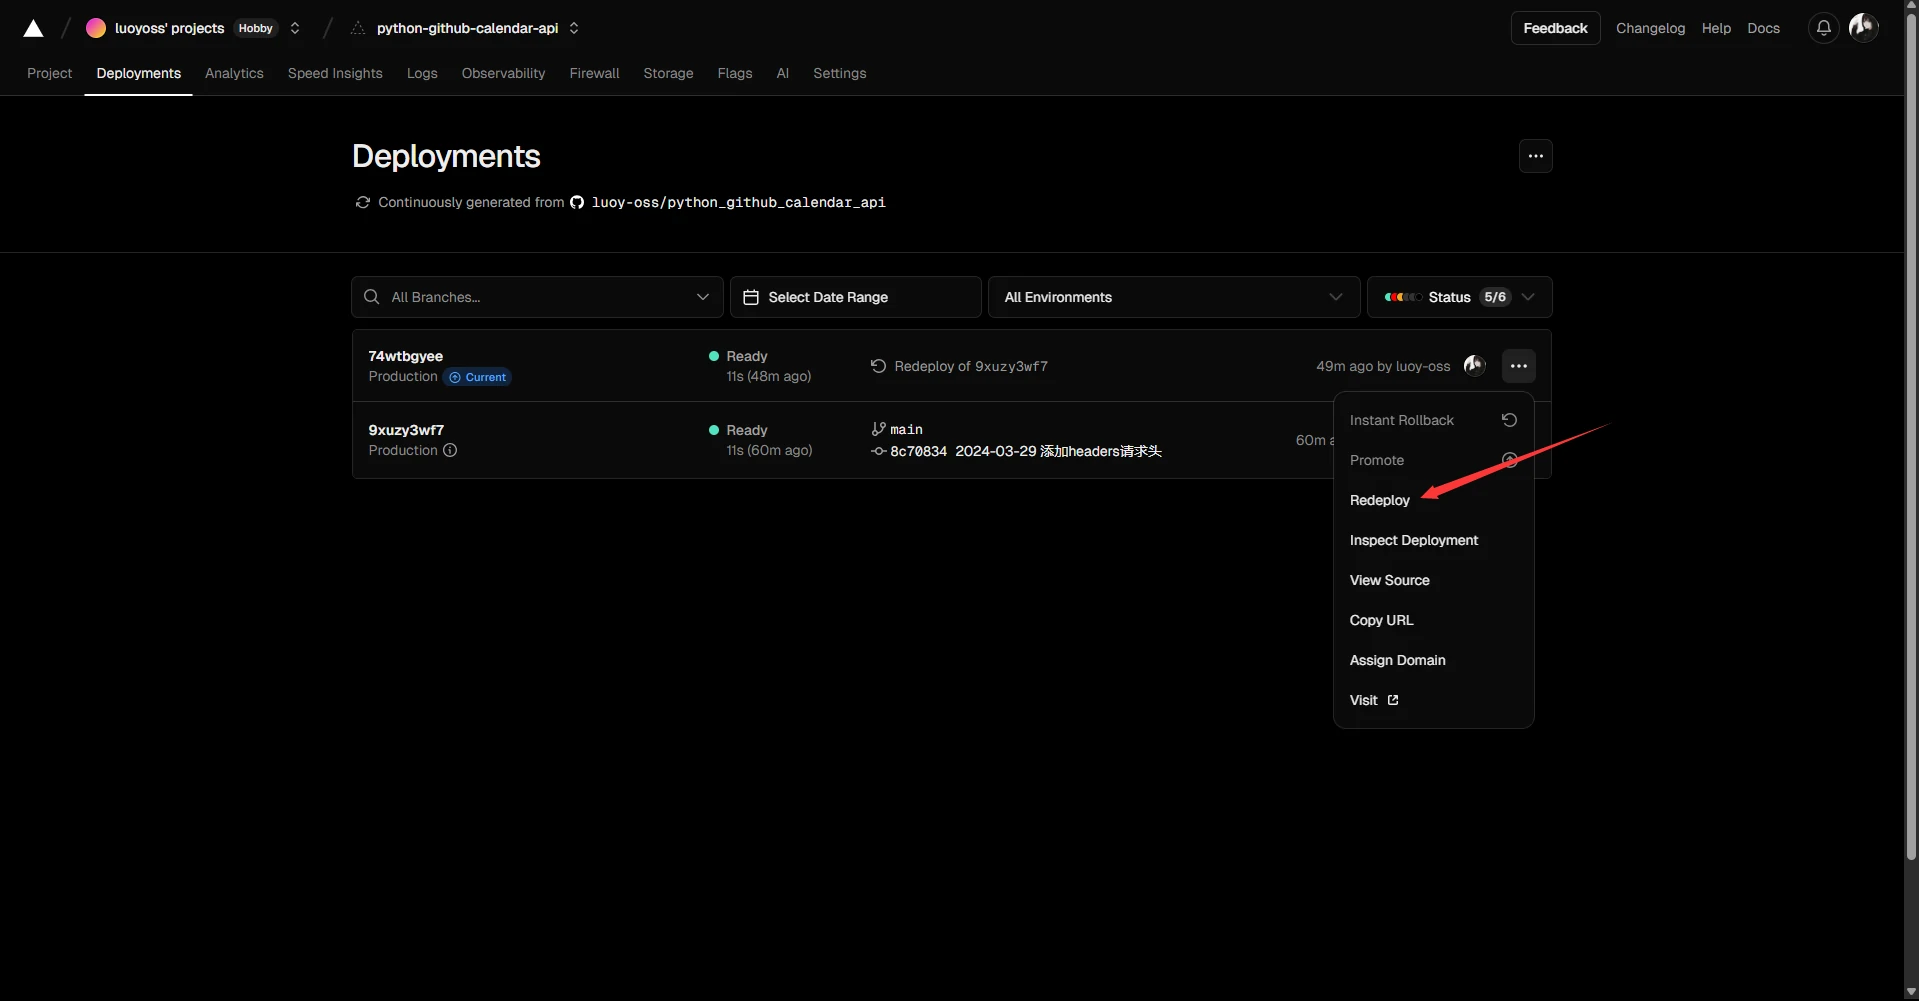 luoyoss' projects Hobby python-github-calendar-api Feedback Changelog Help Docs
Project Deployments Analytics Speed Insights Logs Observability Firewall Storage Flags AI Settings
Deployments
Continuously generated from luoy-oss/python_github_calendar_api
All Branches... Select Date Range All Environments Status 5/6
74wtbgyee Ready Redeploy of 9xuzy3wf7 49m ago by luoy-oss
Production Current 11s (48m ago)
9xuzy3wf7 Ready main 60m a
Production 11s (60m ago) 8c70834 2024-03-29 添加headers请求头
Instant Rollback
Promote
Redeploy
Inspect Deployment
View Source
Copy URL
Assign Domain
Visit